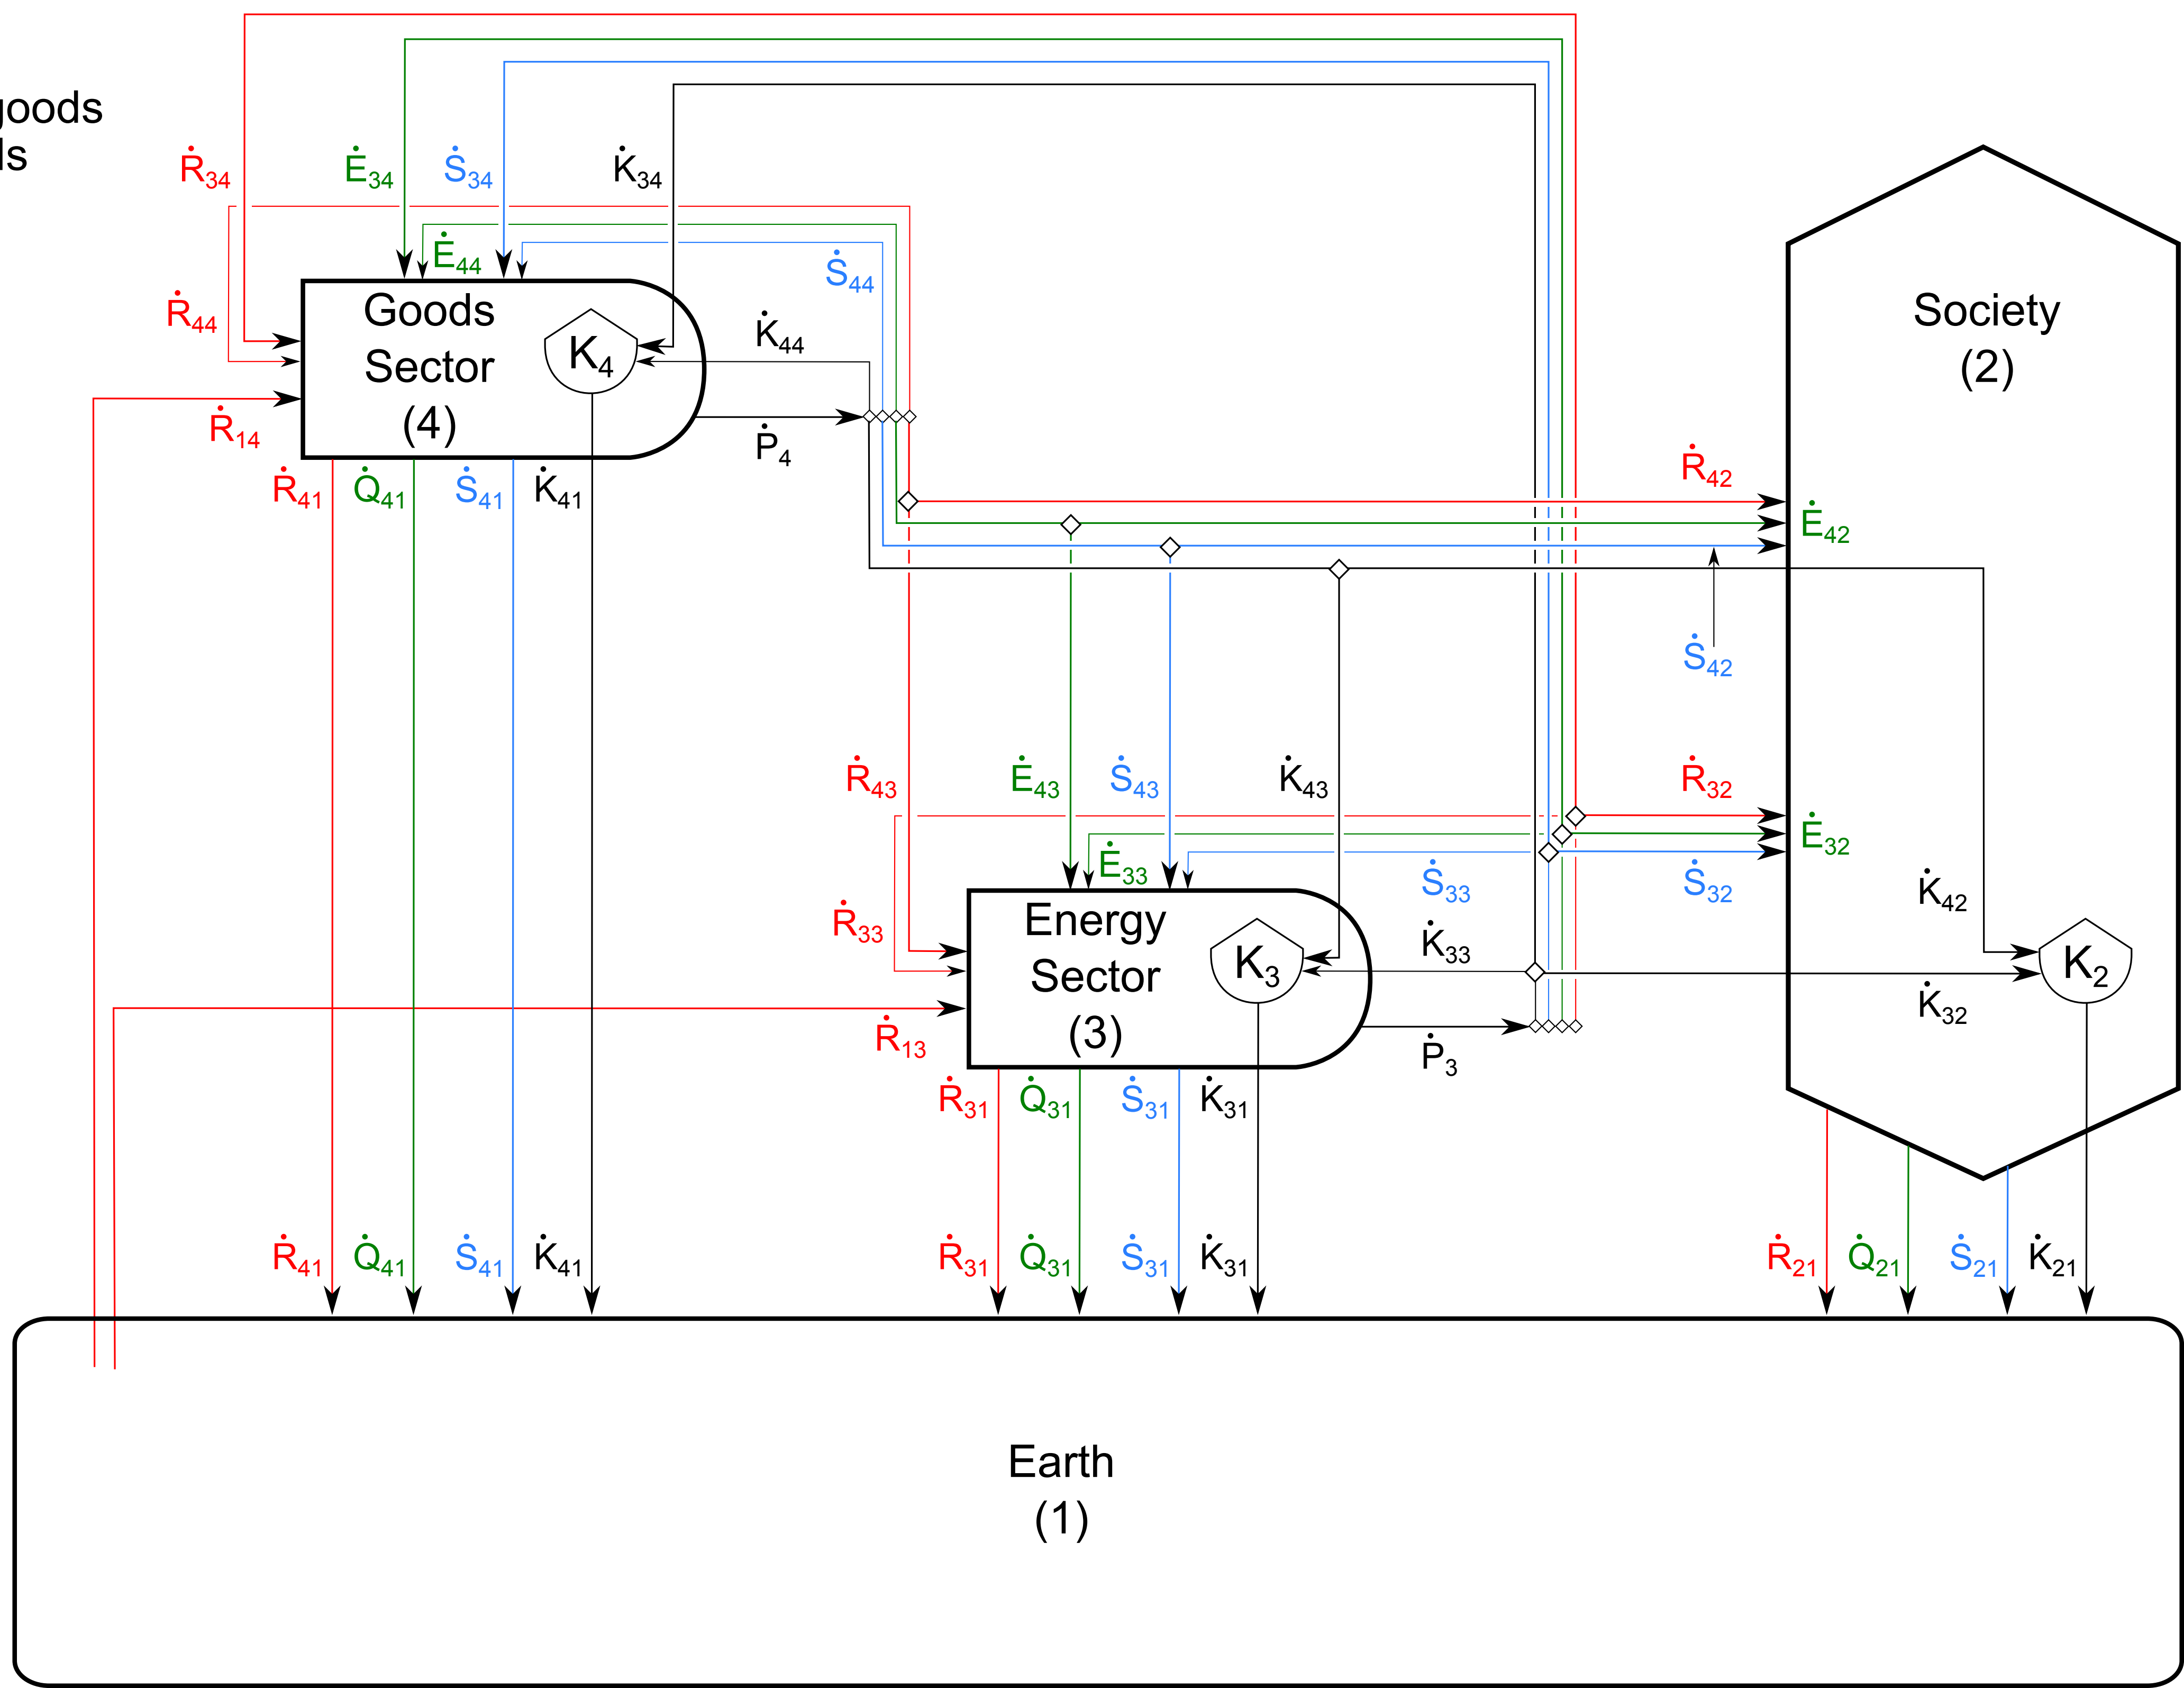 goods
ls
Ṙ34
Ė34
Ṡ34
K̇34
Ė44
Ṡ44
Ṙ44
Goods
Sector
(4)
K4
K̇44
Society
(2)
Ṙ14
Ṗ4
Ṙ41
Q̇41
Ṡ41
K̇41
Ṙ42
Ė42
Ṡ42
Ṙ43
Ė43
Ṡ43
K̇43
Ṙ32
Ė32
Ė33
Ṡ33
Ṡ32
K̇42
Ṙ33
Energy
Sector
(3)
K3
K̇33
K2
K̇32
Ṙ13
Ṗ3
Ṙ31
Q̇31
Ṡ31
K̇31
Ṙ41
Q̇41
Ṡ41
K̇41
Ṙ31
Q̇31
Ṡ31
K̇31
Ṙ21
Q̇21
Ṡ21
K̇21
Earth
(1)